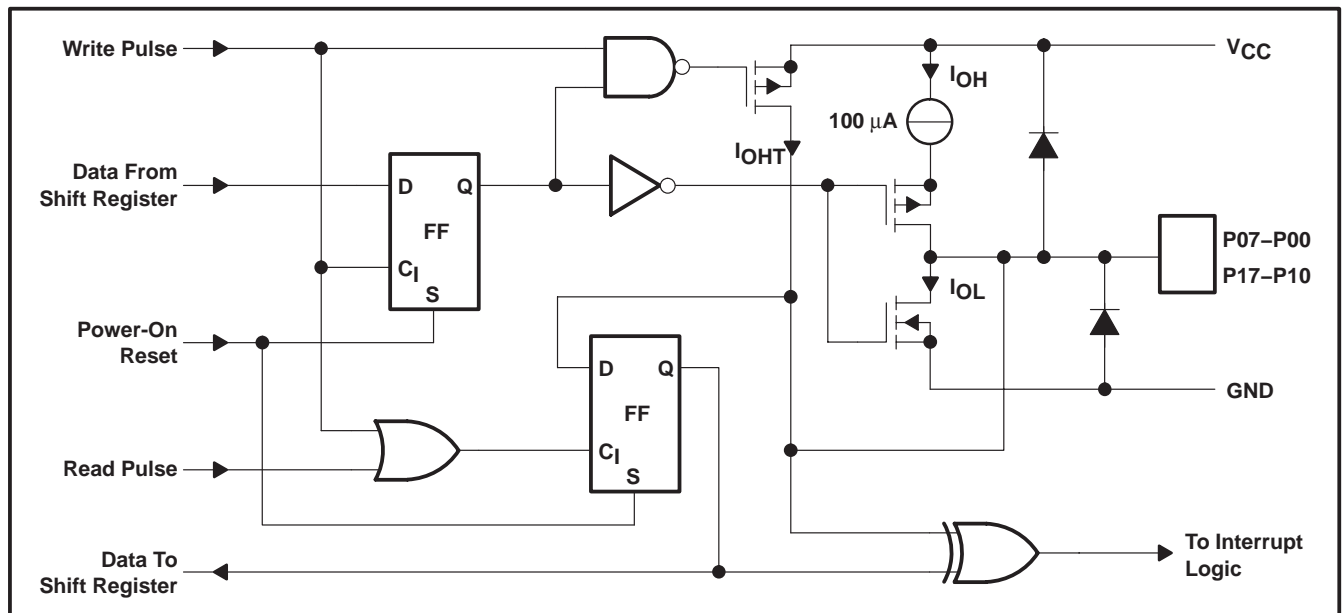 Write Pulse
VCC
IOH
100 μA
IOHT
Data From
Shift Register
D
Q
FF
CI
S
P07–P00
P17–P10
IOL
Power-On
Reset
D
Q
FF
CI
S
GND
Read Pulse
Data To
Shift Register
To Interrupt
Logic